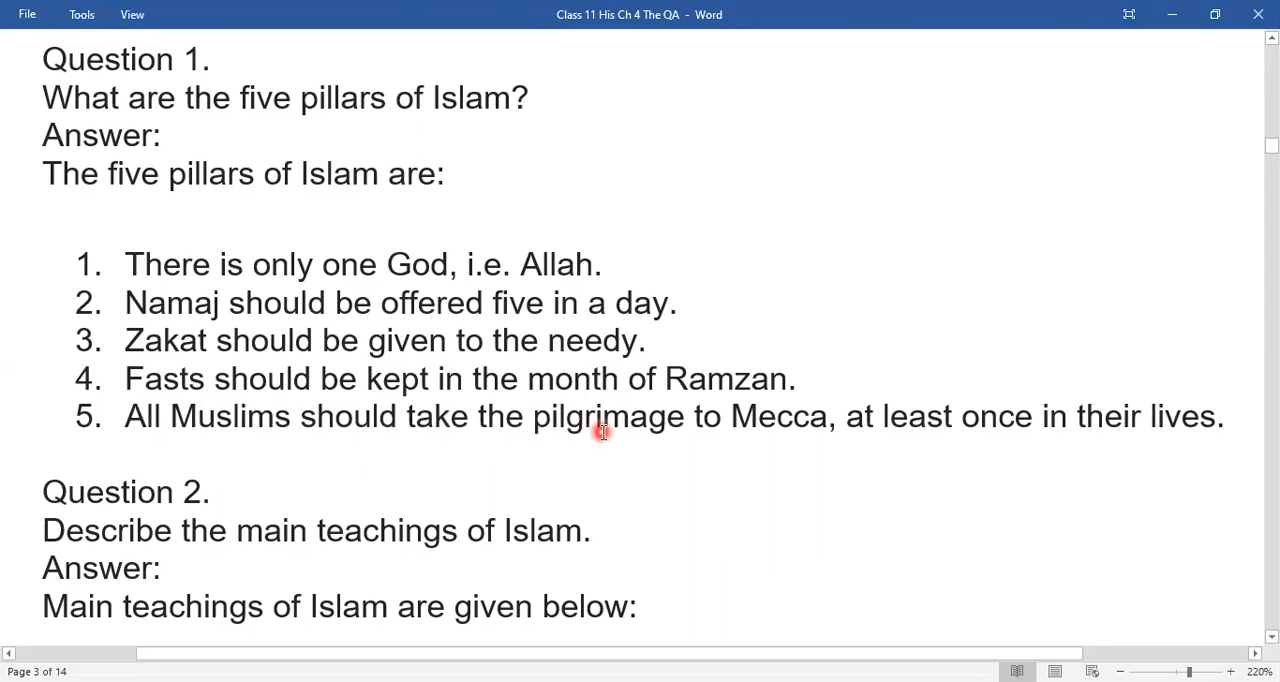 File Tools View Class 11 His Ch 4 The QA - Word
Question 1.
What are the five pillars of Islam?
Answer:
The five pillars of Islam are:
1. There is only one God, i.e. Allah.
2. Namaj should be offered five in a day.
3. Zakat should be given to the needy.
4. Fasts should be kept in the month of Ramzan.
5. All Muslims should take the pilgrimage to Mecca, at least once in their lives.
Question 2.
Describe the main teachings of Islam.
Answer:
Main teachings of Islam are given below:
Page 3 of 14 220%